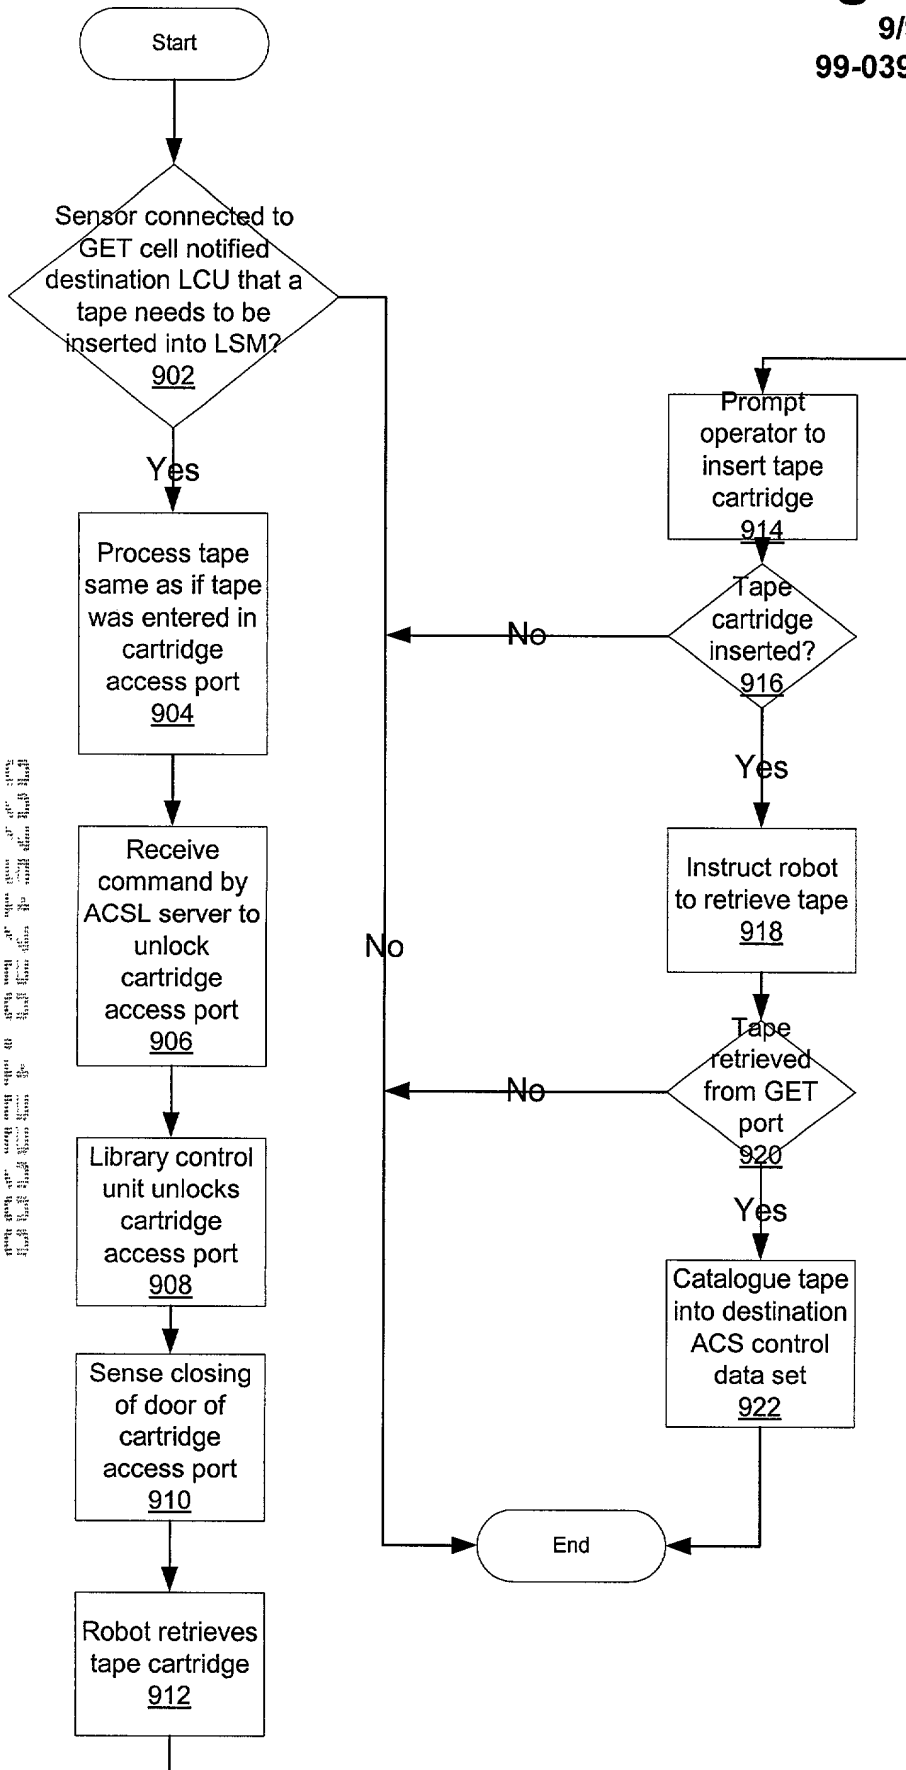 9/
99-039
Start
Sensor connected to
GET cell notified
destination LCU that a
tape needs to be
inserted into LSM?
902
Yes
Process tape
same as if tape
was entered in
cartridge
access port
904
Receive
command by
ACSL server to
unlock
cartridge
access port
906
Library control
unit unlocks
cartridge
access port
908
Sense closing
of door of
cartridge
access port
910
Robot retrieves
tape cartridge
912
No
Prompt
operator to
insert tape
cartridge
914
Tape
cartridge
inserted?
916
No
Yes
Instruct robot
to retrieve tape
918
Tape
retrieved
from GET
port
920
No
Yes
Catalogue tape
into destination
ACS control
data set
922
End